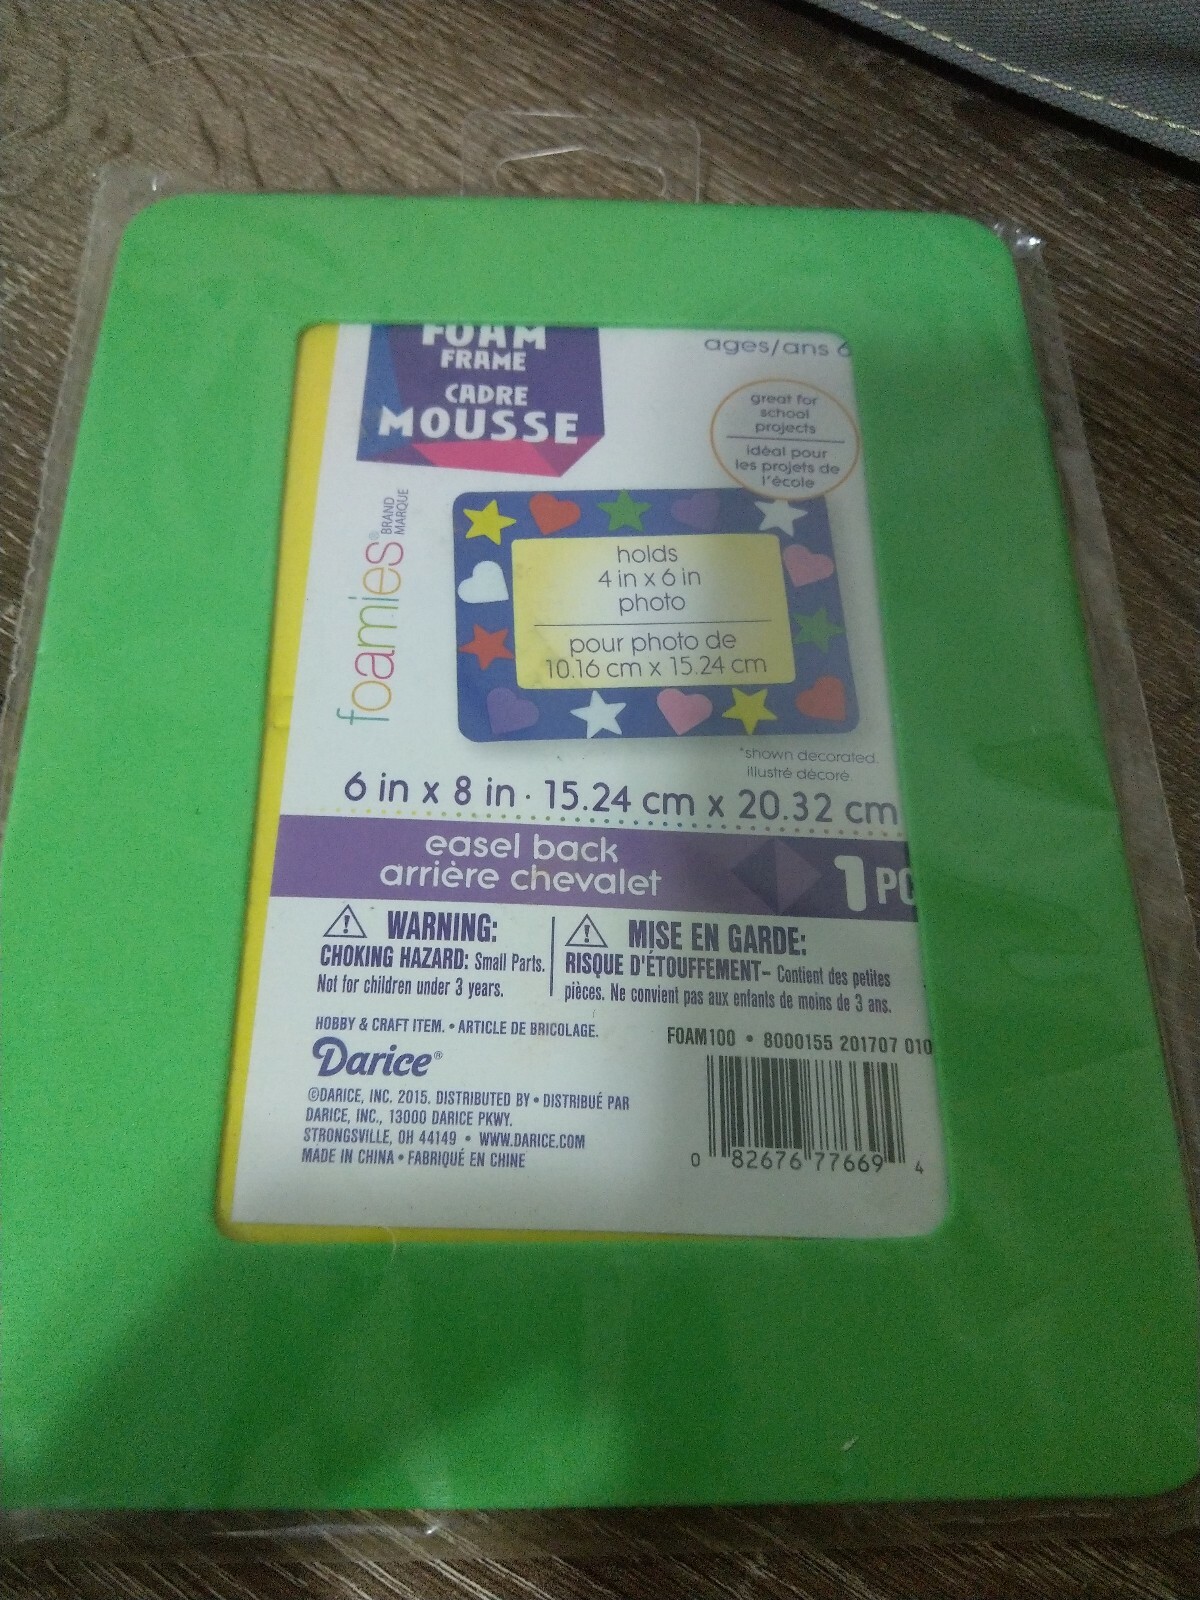 FOAM
FRAME
CADRE
MOUSSE
ages/ans 6
great for
school
projects
idéal pour
les projets de
l'école
foamies®
BRAND
MARQUE
holds
4 in x 6 in
photo
pour photo de
10.16 cm x 15.24 cm
*shown decorated.
illustré décoré.
6 in x 8 in · 15.24 cm x 20.32 cm
easel back
arrière chevalet
1 PC
WARNING:
CHOKING HAZARD: Small Parts.
Not for children under 3 years.
MISE EN GARDE:
RISQUE D'ÉTOUFFEMENT– Contient des petites
pièces. Ne convient pas aux enfants de moins de 3 ans.
HOBBY & CRAFT ITEM. • ARTICLE DE BRICOLAGE.
Darice®
©DARICE, INC. 2015. DISTRIBUTED BY • DISTRIBUÉ PAR
DARICE, INC., 13000 DARICE PKWY.
STRONGSVILLE, OH 44149 • WWW.DARICE.COM
MADE IN CHINA • FABRIQUÉ EN CHINE
FOAM100 • 8000155 201707 010
0 82676 77669 4